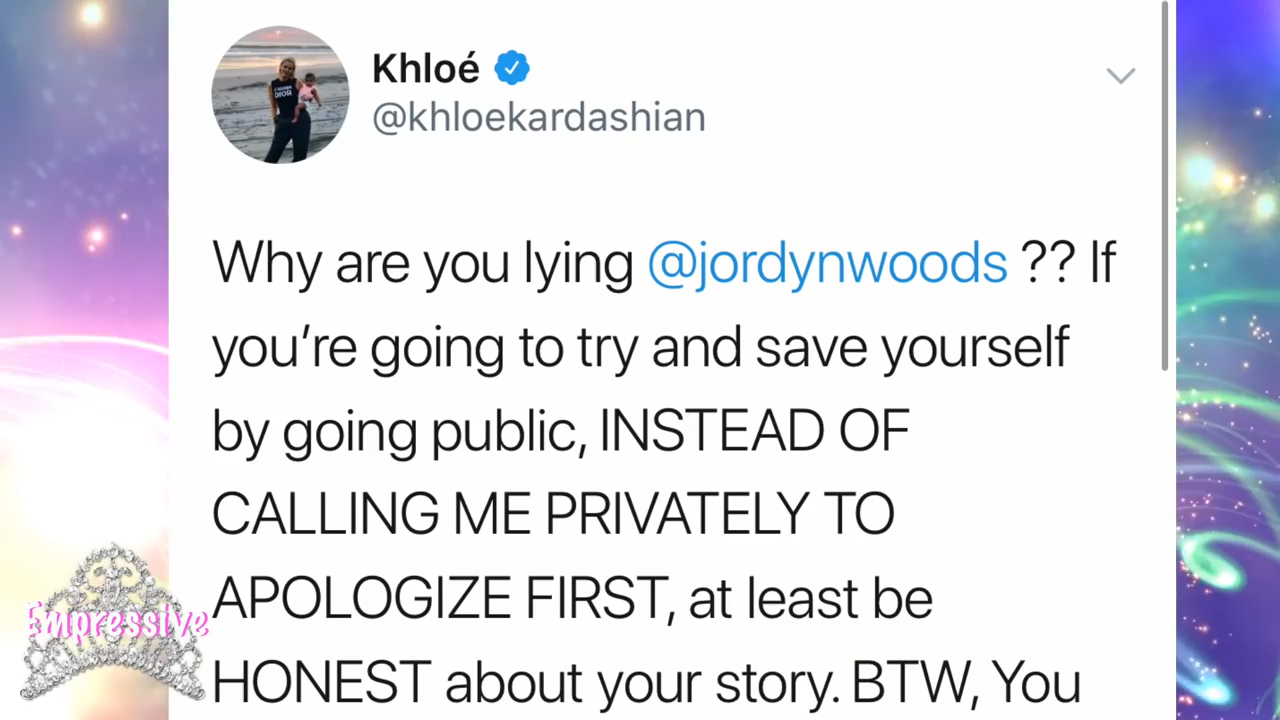 Khloé
@khloekardashian
Why are you lying @jordynwoods ?? If
you’re going to try and save yourself
by going public, INSTEAD OF
CALLING ME PRIVATELY TO
APOLOGIZE FIRST, at least be
HONEST about your story. BTW, You
Empressive